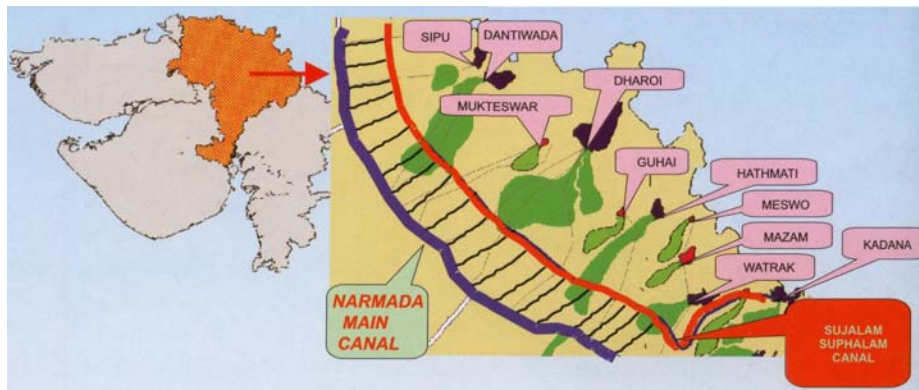 SIPU
DANTIWADA
DHAROI
MUKTESWAR
GUHAI
HATHMATI
MESWO
MAZAM
KADANA
WATRAK
NARMADA
MAIN
CANAL
SUJALAM
SUPHALAM
CANAL